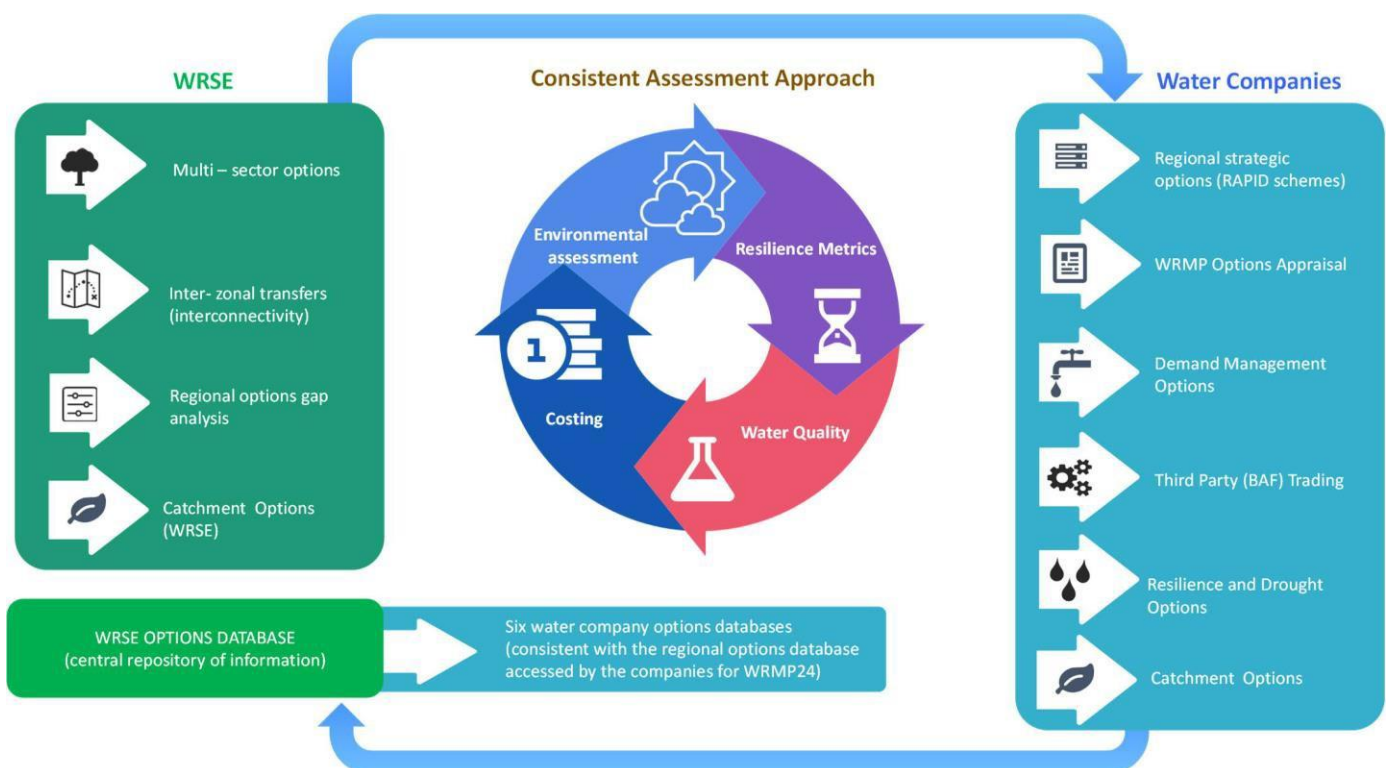 WRSE
Multi – sector options
Inter- zonal transfers
(interconnectivity)
Regional options gap
analysis
Catchment Options
(WRSE)
Consistent Assessment Approach
Environmental
assessment
Resilience Metrics
Water Quality
Costing
1
Water Companies
Regional strategic
options (RAPID schemes)
WRMP Options Appraisal
Demand Management
Options
Third Party (BAF) Trading
Resilience and Drought
Options
Catchment Options
WRSE OPTIONS DATABASE
(central repository of information)
Six water company options databases
(consistent with the regional options database
accessed by the companies for WRMP24)